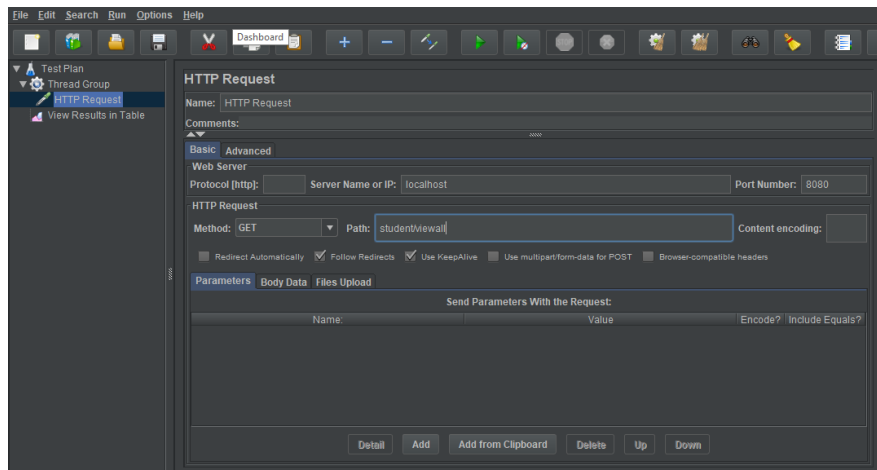 File Edit Search Run Options Help
Dashboard
Test Plan
Thread Group
HTTP Request
View Results in Table
HTTP Request
Name: HTTP Request
Comments:
Basic Advanced
Web Server
Protocol [http]: Server Name or IP: localhost Port Number: 8080
HTTP Request
Method: GET Path: student/viewall Content encoding:
Redirect Automatically Follow Redirects Use KeepAlive Use multipart/form-data for POST Browser-compatible headers
Parameters Body Data Files Upload
Send Parameters With the Request:
Name: Value Encode? Include Equals?
Detail Add Add from Clipboard Delete Up Down